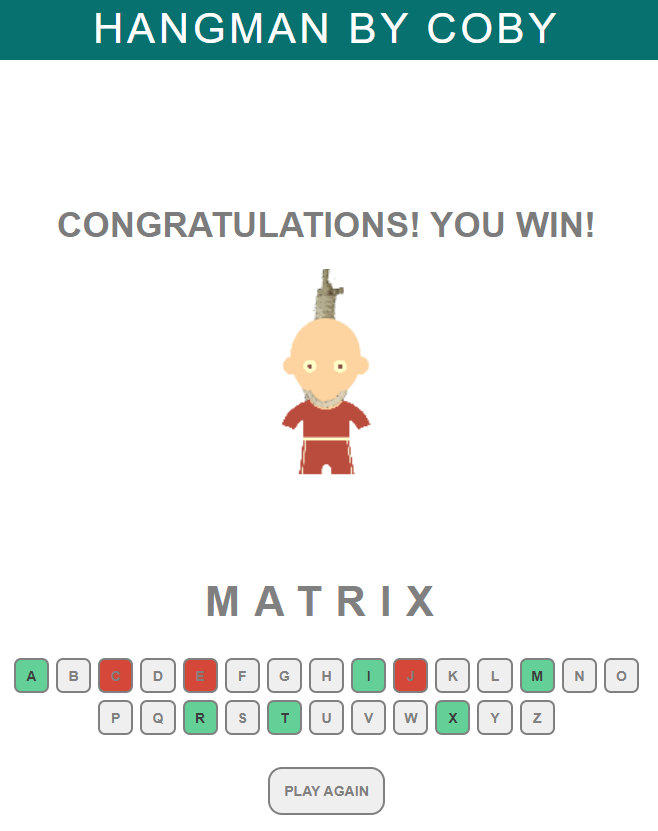 HANGMAN BY COBY
CONGRATULATIONS! YOU WIN!
M A T R I X
A B C D E F G H I J K L M N O
P Q R S T U V W X Y Z
PLAY AGAIN